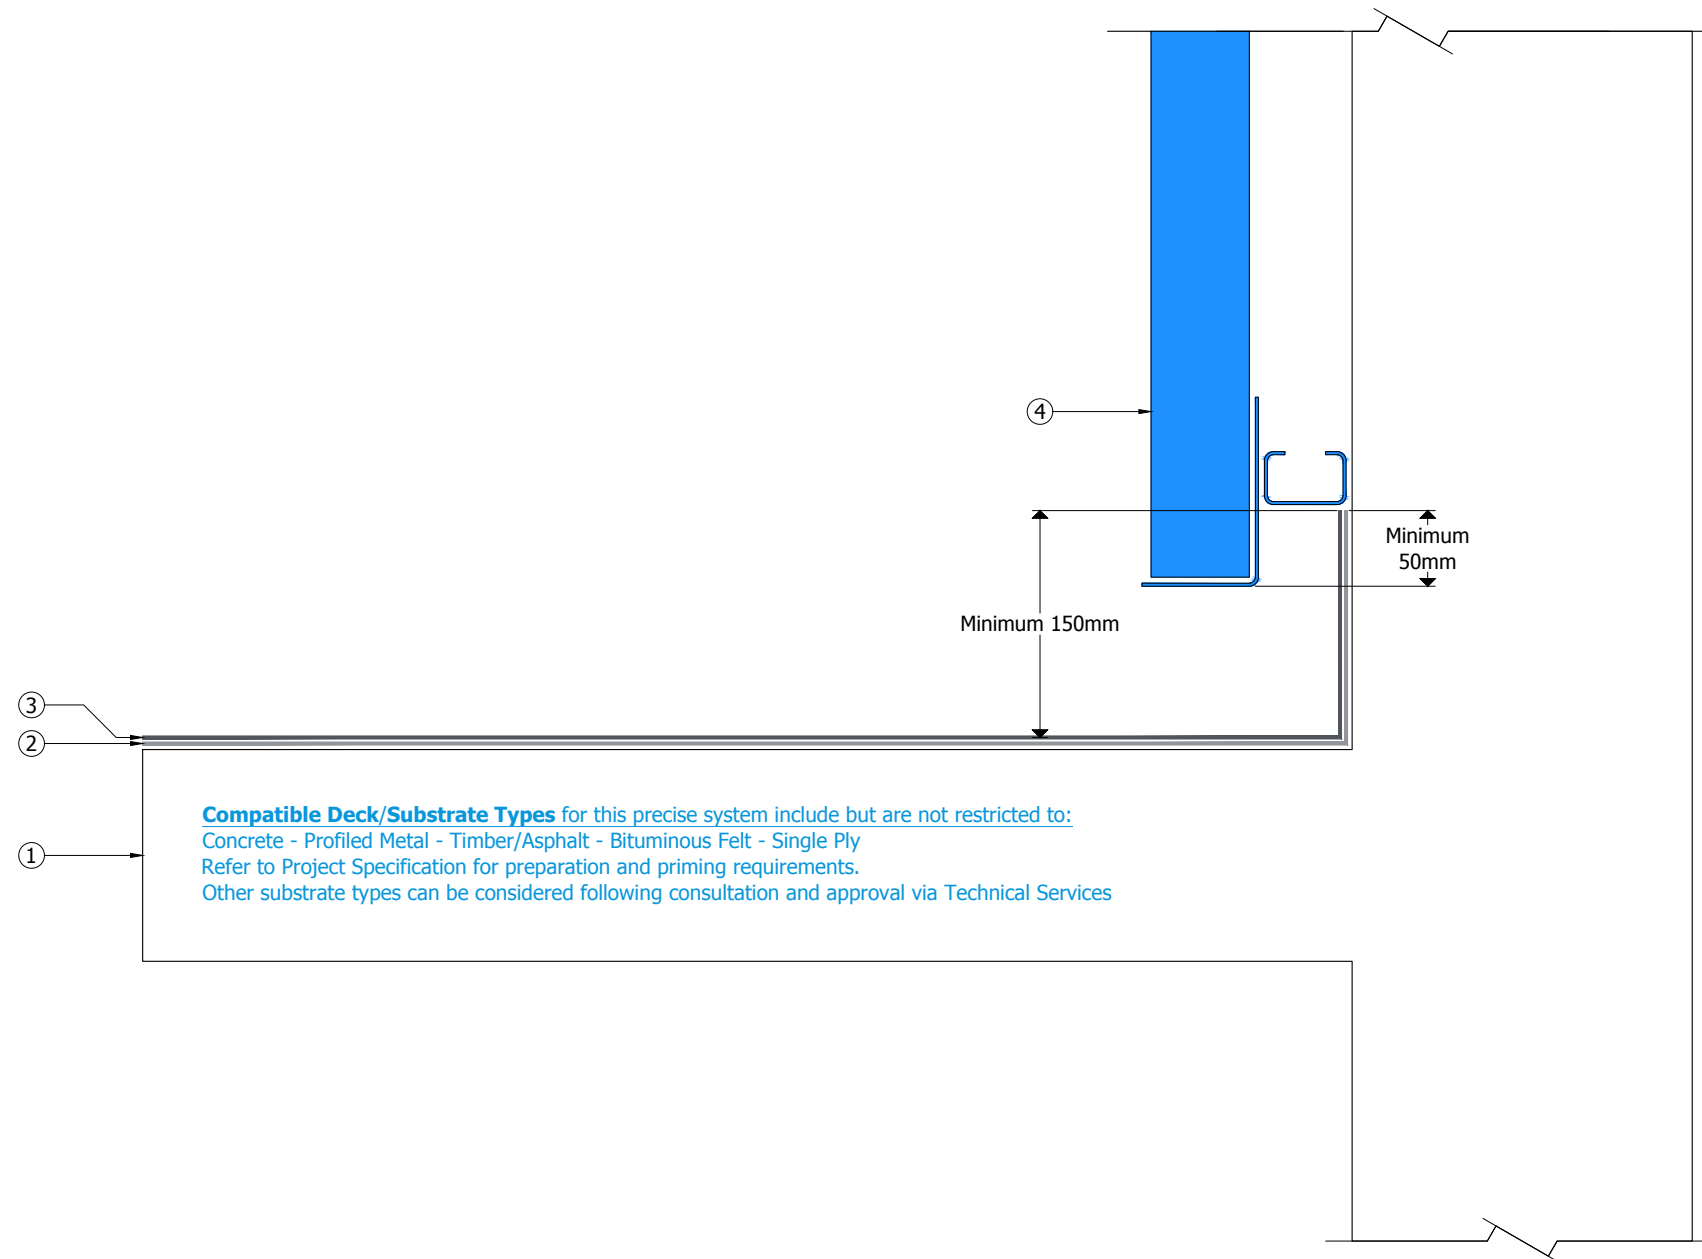 4
Minimum
50mm
Minimum 150mm
3
2
Compatible Deck/Substrate Types for this precise system include but are not restricted to:
Concrete - Profiled Metal - Timber/Asphalt - Bituminous Felt - Single Ply
1
Refer to Project Specification for preparation and priming requirements.
Other substrate types can be considered following consultation and approval via Technical Services